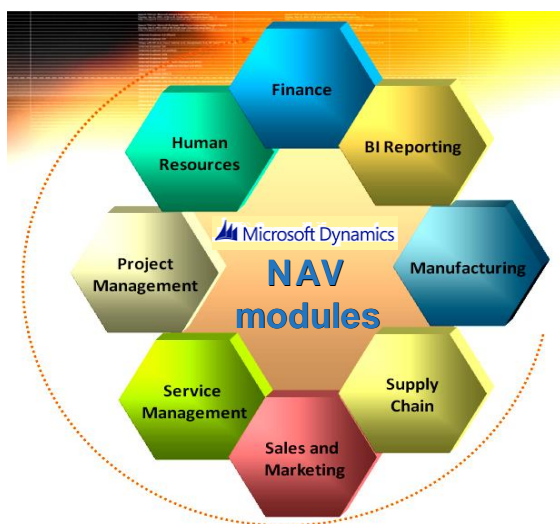 Finance
BI Reporting
Manufacturing
Supply
Chain
Sales and
Marketing
Service
Management
Project
Management
Human
Resources
Microsoft Dynamics
NAV
modules